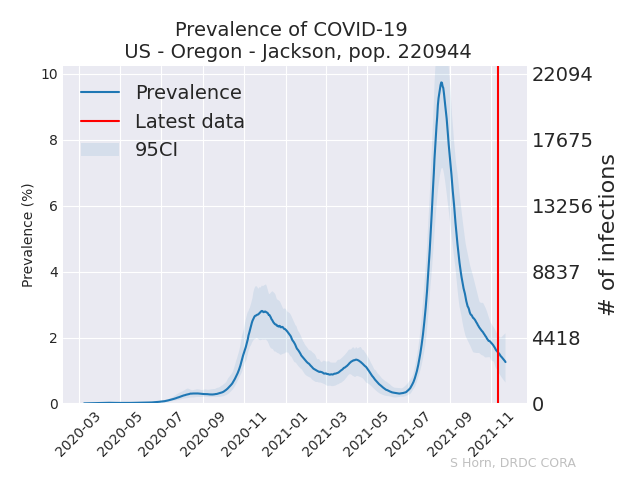 Prevalence of COVID-19
US - Oregon - Jackson, pop. 220944
Prevalence
Latest data
95CI
Prevalence (%)
10
8
6
4
2
0
22094
17675
13256
8837
4418
0
# of infections
2020-03
2020-05
2020-07
2020-09
2020-11
2021-01
2021-03
2021-05
2021-07
2021-09
2021-11
S Horn, DRDC CORA